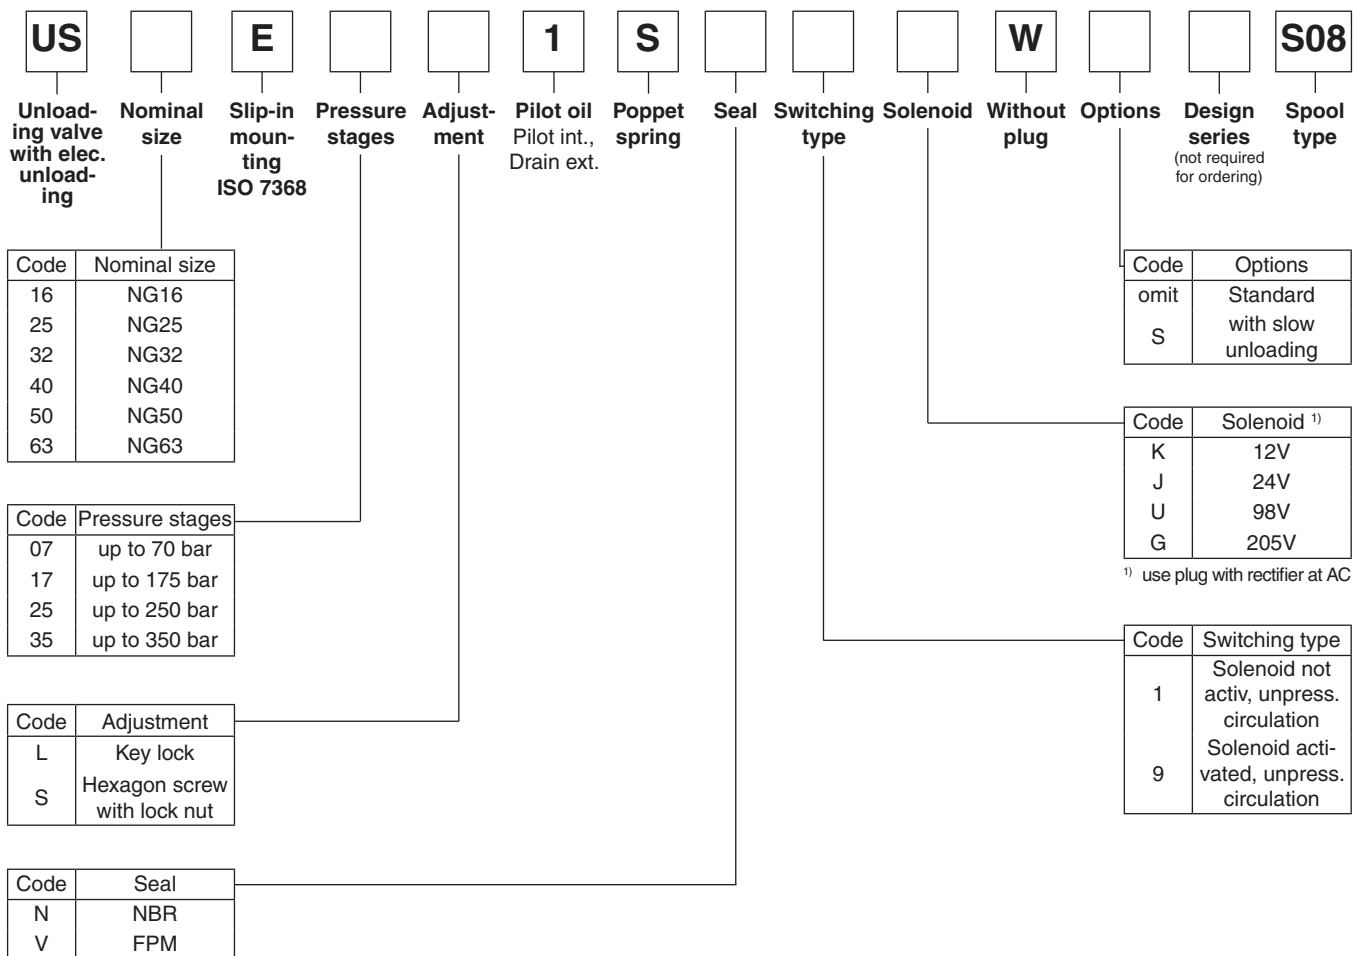 US E 1 S W S08
Unload-
ing valve
with elec.
unload-
ing
Nominal
size
Slip-in
moun-
ting
ISO 7368
Pressure
stages
Adjust-
ment
Pilot oil
Pilot int.,
Drain ext.
Poppet
spring
Seal
Switching
type
Solenoid
Without
plug
Options
Design
series
(not required
for ordering)
Spool
type
Code Nominal size
16 NG16
25 NG25
32 NG32
40 NG40
50 NG50
63 NG63
Code Pressure stages
07 up to 70 bar
17 up to 175 bar
25 up to 250 bar
35 up to 350 bar
Code Adjustment
L Key lock
S Hexagon screw
with lock nut
Code Seal
N NBR
V FPM
Code Options
omit Standard
S with slow
unloading
Code Solenoid 1)
K 12V
J 24V
U 98V
G 205V
1) use plug with rectifier at AC
Code Switching type
1 Solenoid not
activ, unpress.
circulation
9 Solenoid acti-
vated, unpress.
circulation